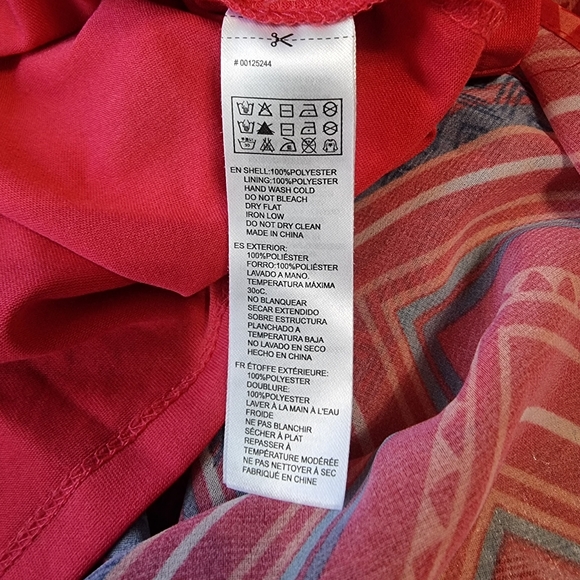 # 00125244
EN SHELL:100%POLYESTER
LINING:100%POLYESTER
HAND WASH COLD
DO NOT BLEACH
DRY FLAT
IRON LOW
DO NOT DRY CLEAN
MADE IN CHINA
ES EXTERIOR:
100%POLIÉSTER
FORRO:100%POLIÉSTER
LAVADO A MANO.
TEMPERATURA MÁXIMA
30oC.
NO BLANQUEAR
SECAR EXTENDIDO
SOBRE ESTRUCTURA
PLANCHADO A
TEMPERATURA BAJA
NO LAVADO EN SECO
HECHO EN CHINA
FR ÉTOFFE EXTÉRIEURE:
100%POLYESTER
DOUBLURE:
100%POLYESTER
LAVER À LA MAIN À L'EAU
FROIDE
NE PAS BLANCHIR
SÉCHER À PLAT
REPASSER À
TEMPÉRATURE MODÉRÉE
NE PAS NETTOYER À SEC
FABRIQUÉ EN CHINE